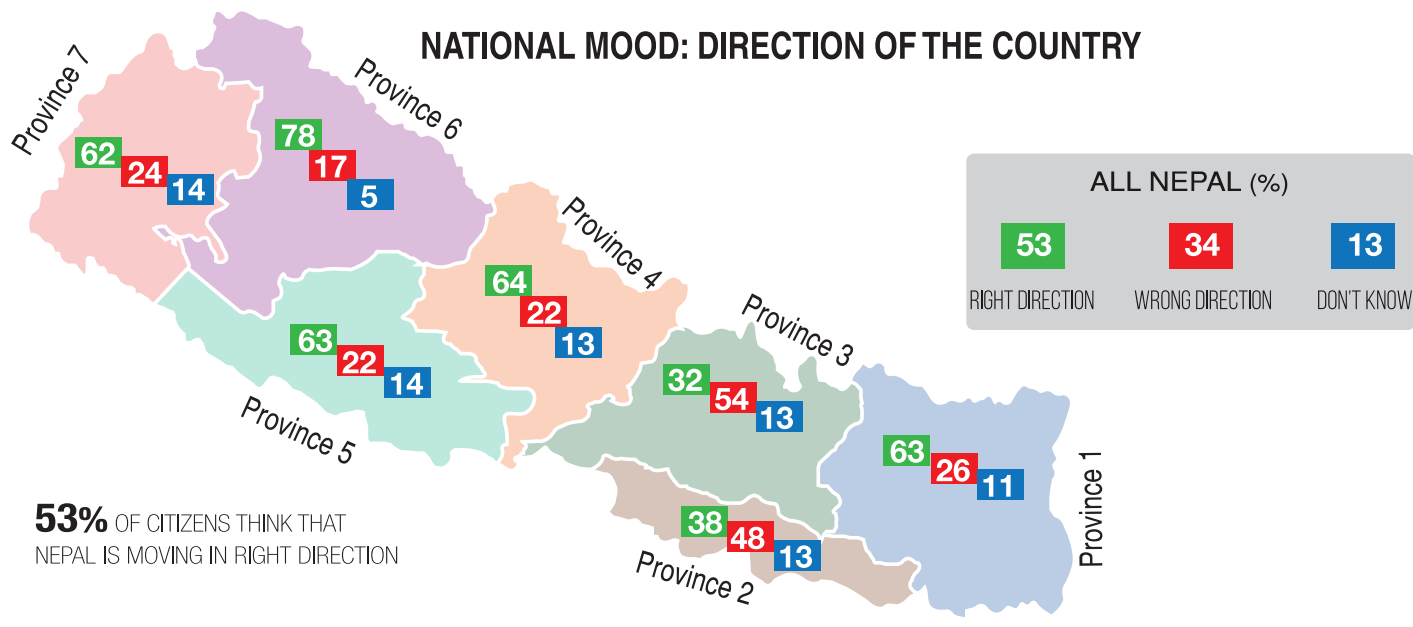 NATIONAL MOOD: DIRECTION OF THE COUNTRY
Province 7
62
24
14
Province 6
78
17
5
Province 4
64
22
13
Province 5
63
22
14
Province 3
32
54
13
Province 1
63
26
11
Province 2
38
48
13
ALL NEPAL (%)
53 34 13
RIGHT DIRECTION WRONG DIRECTION DON'T KNOW
53% OF CITIZENS THINK THAT
NEPAL IS MOVING IN RIGHT DIRECTION